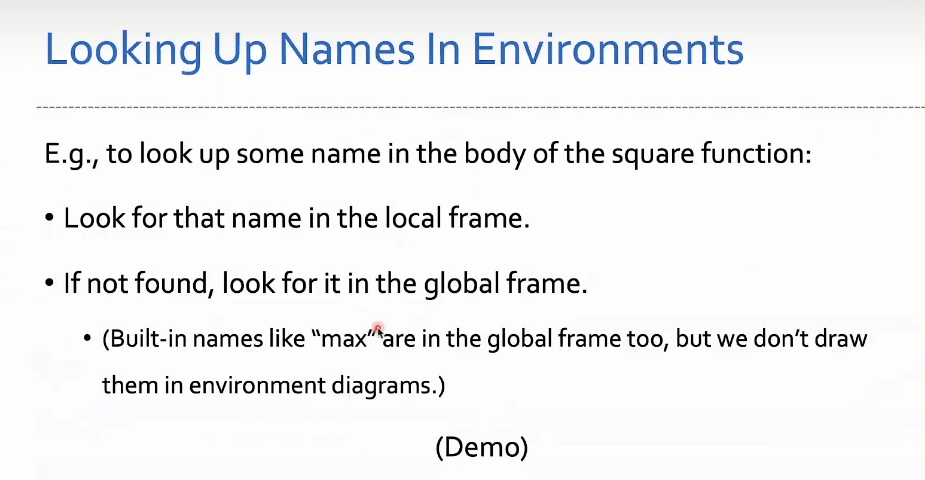 Looking Up Names In Environments
E.g., to look up some name in the body of the square function:
• Look for that name in the local frame.
• If not found, look for it in the global frame.
• (Built-in names like “max” are in the global frame too, but we don’t draw
them in environment diagrams.)
(Demo)